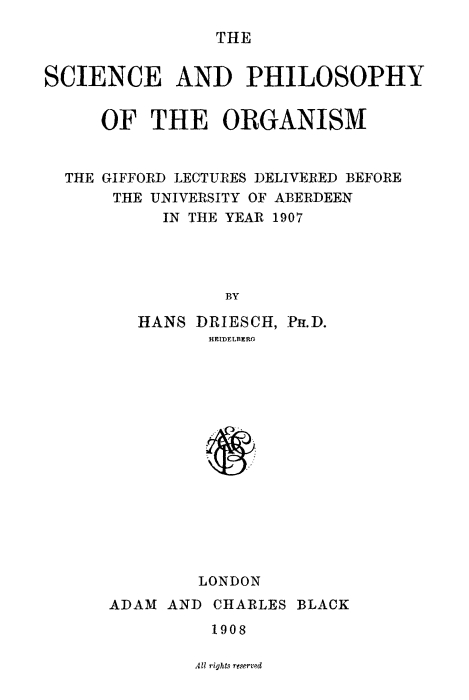 THE
SCIENCE AND PHILOSOPHY
OF THE ORGANISM
THE GIFFORD LECTURES DELIVERED BEFORE
THE UNIVERSITY OF ABERDEEN
IN THE YEAR 1907
BY
HANS DRIESCH, PH.D.
HEIDELBERG
A&CB
LONDON
ADAM AND CHARLES BLACK
1908
All rights reserved